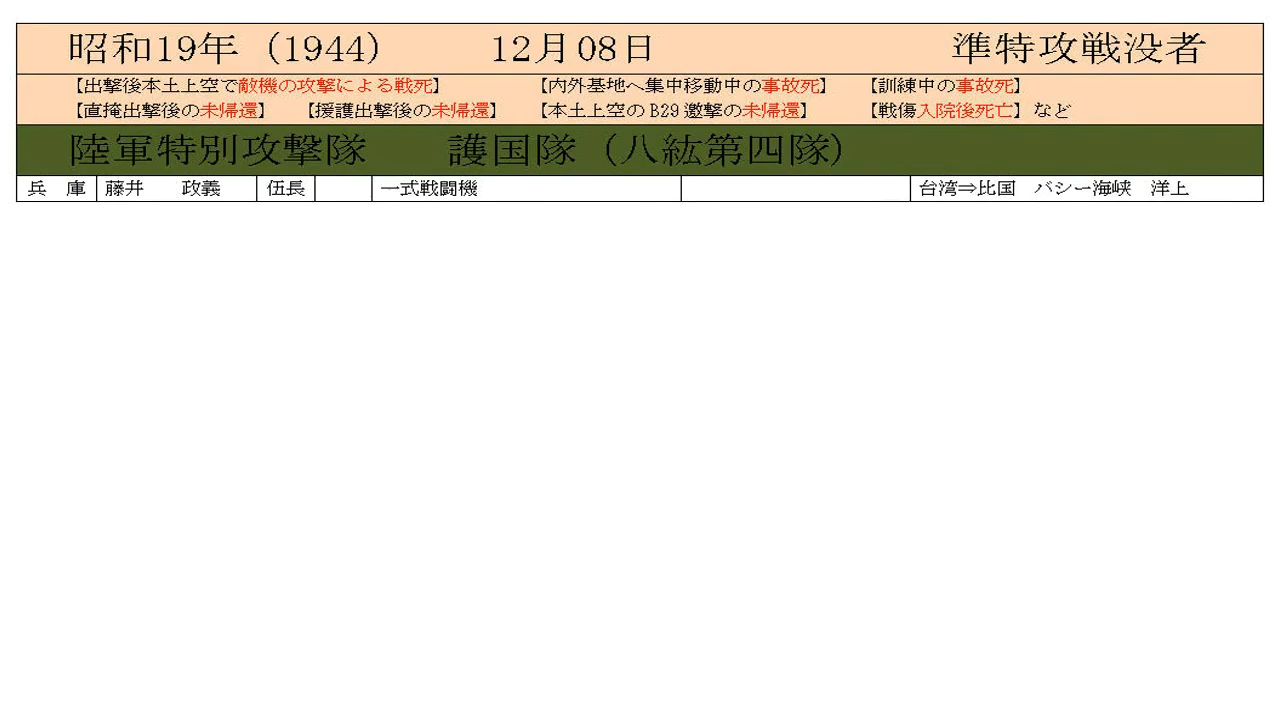 昭和19年（1944） 12月08日 準特攻戦没者
【出撃後本土上空で敵機の攻撃による戦死】 【内外基地へ集中移動中の事故死】 【訓練中の事故死】
【直掩出撃後の未帰還】 【援護出撃後の未帰還】 【本土上空のB29邀撃の未帰還】 【戦傷入院後死亡】など
陸軍特別攻撃隊 護国隊（八紘第四隊）
兵 庫 藤井 政義 伍長 一式戦闘機 台湾⇒比国 バシー海峡 洋上